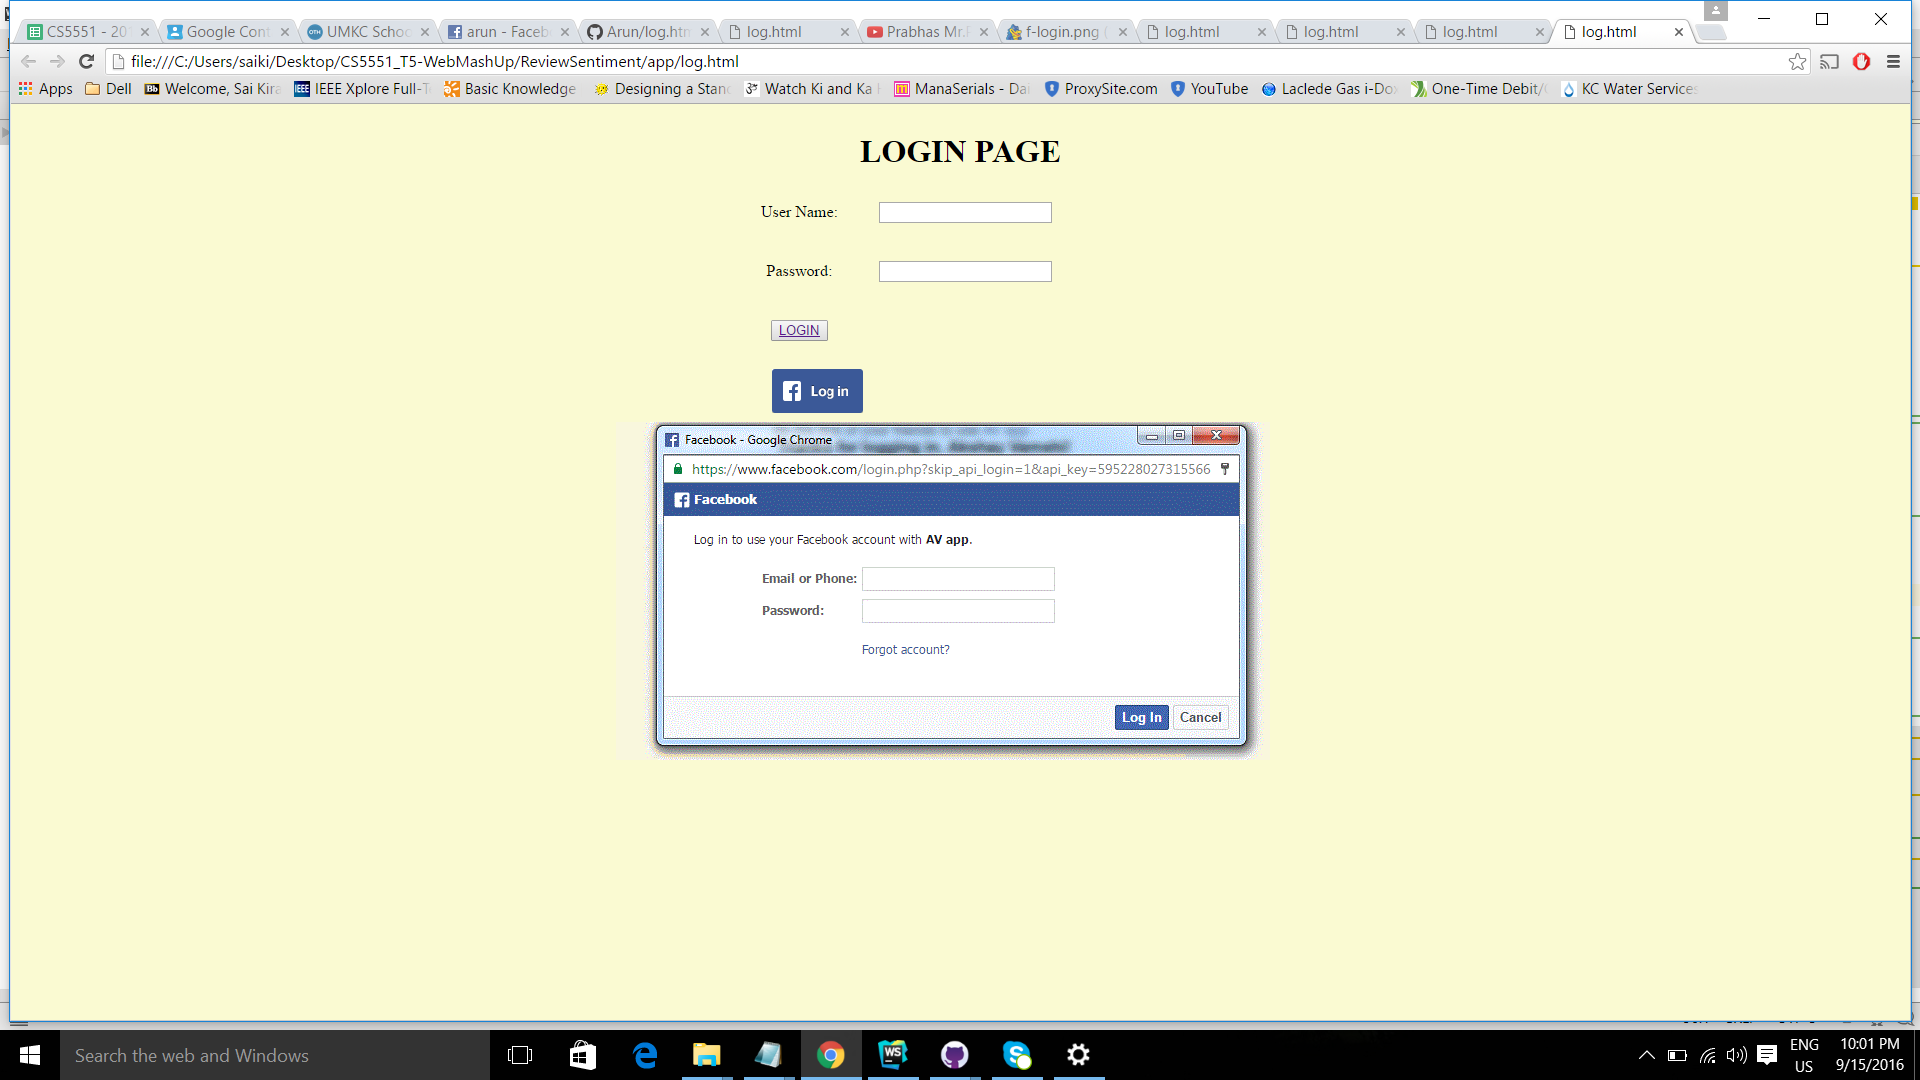 CS5551 - 20
Google Cont
UMKC Schoo
arun - Faceb
Arun/log.htm
log.html
Prabhas Mr.P
f-login.png
log.html
log.html
log.html
log.html
file:///C:/Users/saiki/Desktop/CS5551_T5-WebMashUp/ReviewSentiment/app/log.html
Apps
Dell
Bb Welcome, Sai Kira
IEEE IEEE Xplore Full-T
Basic Knowledge
Designing a Stan
Watch Ki and Ka
ManaSerials - Dai
ProxySite.com
YouTube
Laclede Gas i-Do
One-Time Debit/
KC Water Services
LOGIN PAGE
User Name:
Password:
LOGIN
Log in
Facebook - Google Chrome
https://www.facebook.com/login.php?skip_api_login=1&api_key=595228027315566
Facebook
Log in to use your Facebook account with AV app.
Email or Phone:
Password:
Forgot account?
Log In Cancel
Search the web and Windows
WS
ENG
US
10:01 PM
9/15/2016